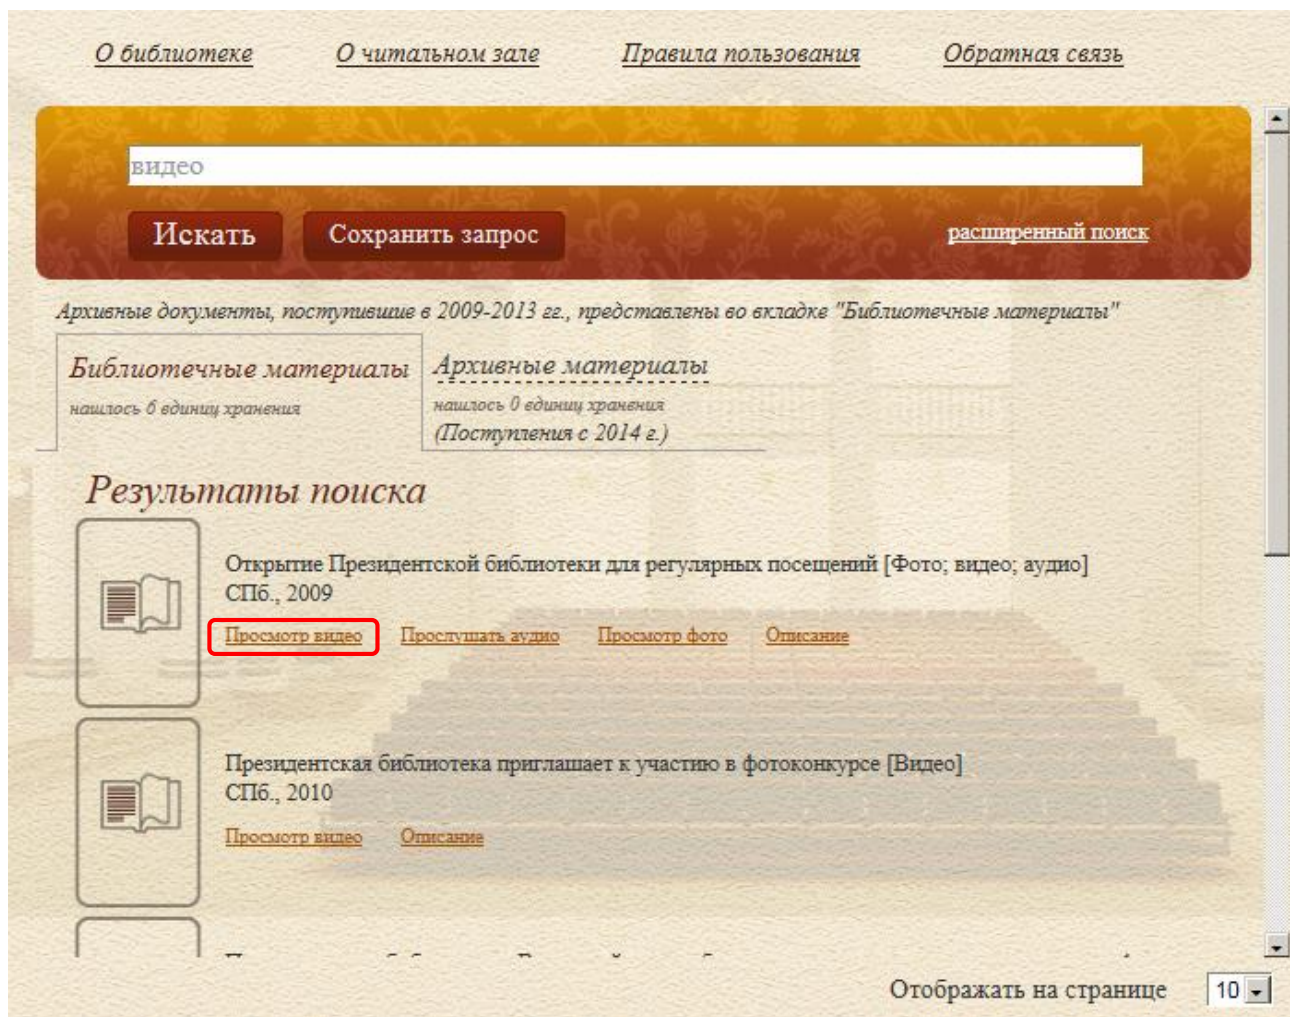 О библиотеке О читальном зале Правила пользования Обратная связь
видео
Искать Сохранить запрос расширенный поиск
Архивные документы, поступившие в 2009-2013 гг., представлены во вкладке "Библиотечные материалы"
Библиотечные материалы Архивные материалы
нашлось 6 единиц хранения нашлось 0 единиц хранения
(Поступления с 2014 г.)
Результаты поиска
Открытие Президентской библиотеки для регулярных посещений [Фото; видео; аудио]
СПб., 2009
Просмотр видео Прослушать аудио Просмотр фото Описание
Президентская библиотека приглашает к участию в фотоконкурсе [Видео]
СПб., 2010
Просмотр видео Описание
Отображать на странице 10